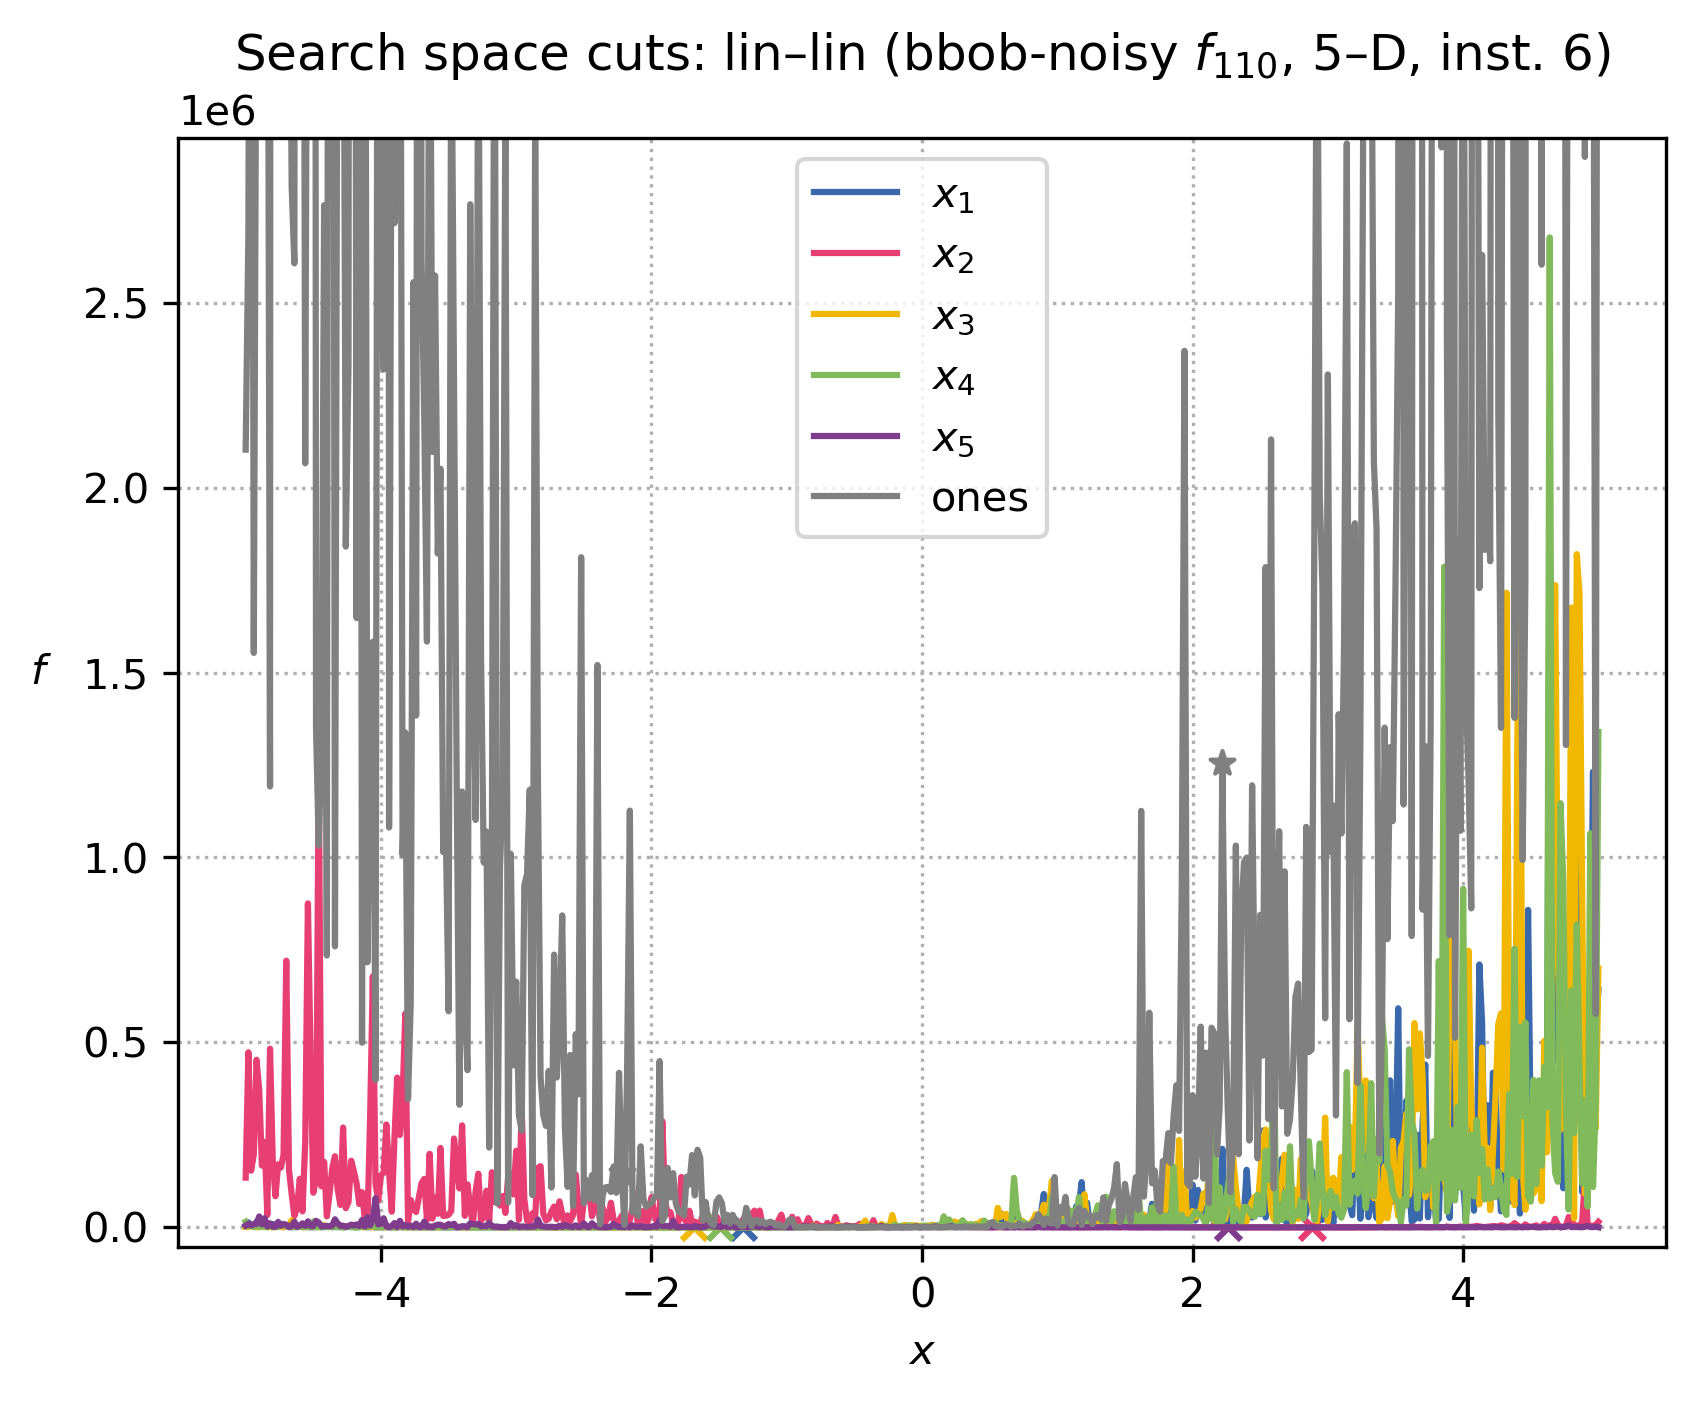 Search space cuts: lin–lin (bbob-noisy f₁₁₀, 5–D, inst. 6)
1e6
x₁
x₂
x₃
x₄
x₅
ones
2.5
2.0
1.5
1.0
0.5
0.0
f
−4
−2
0
2
4
x